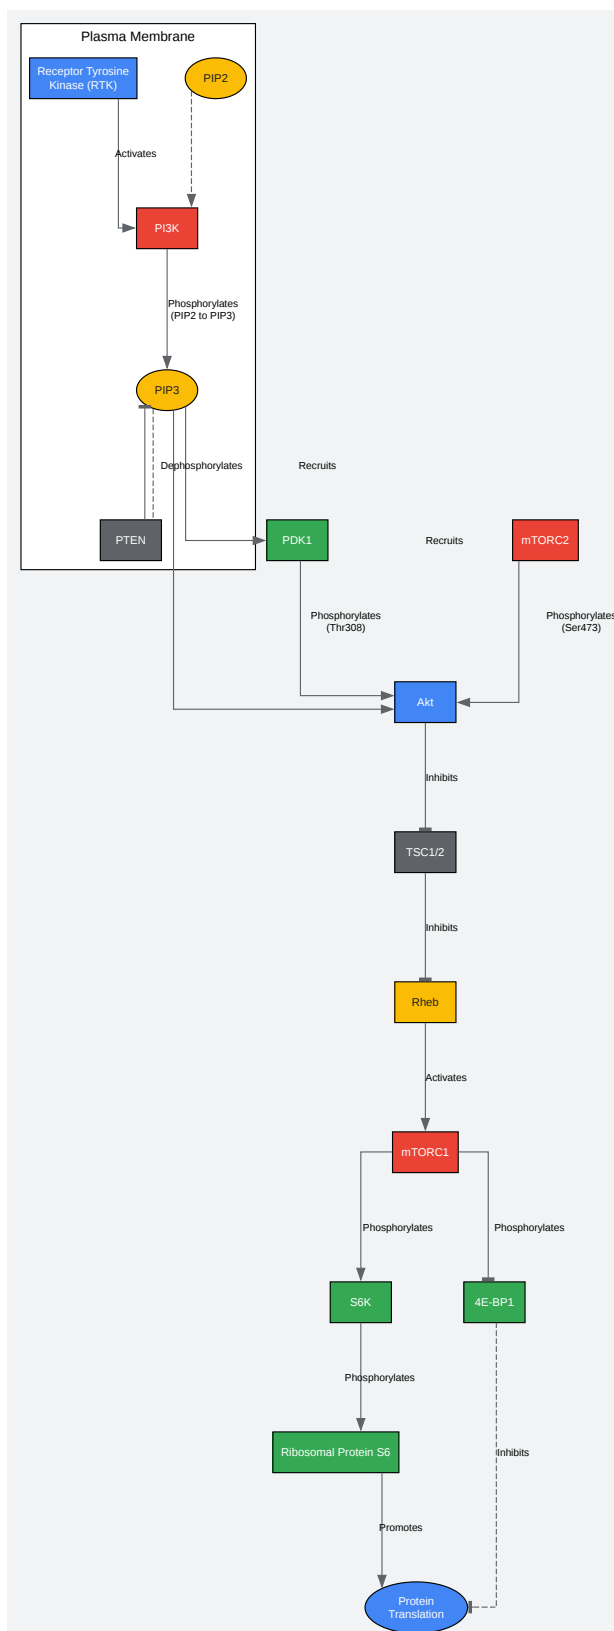 Plasma Membrane
Receptor Tyrosine
Kinase (RTK)
PIP2
Activates
PI3K
Phosphorylates
(PIP2 to PIP3)
PIP3
Dephosphorylates
Recruits
PTEN
PDK1
Recruits
mTORC2
Phosphorylates
(Thr308)
Phosphorylates
(Ser473)
Akt
Inhibits
TSC1/2
Inhibits
Rheb
Activates
mTORC1
Phosphorylates
Phosphorylates
S6K
4E-BP1
Phosphorylates
Ribosomal Protein S6
Inhibits
Promotes
Protein
Translation